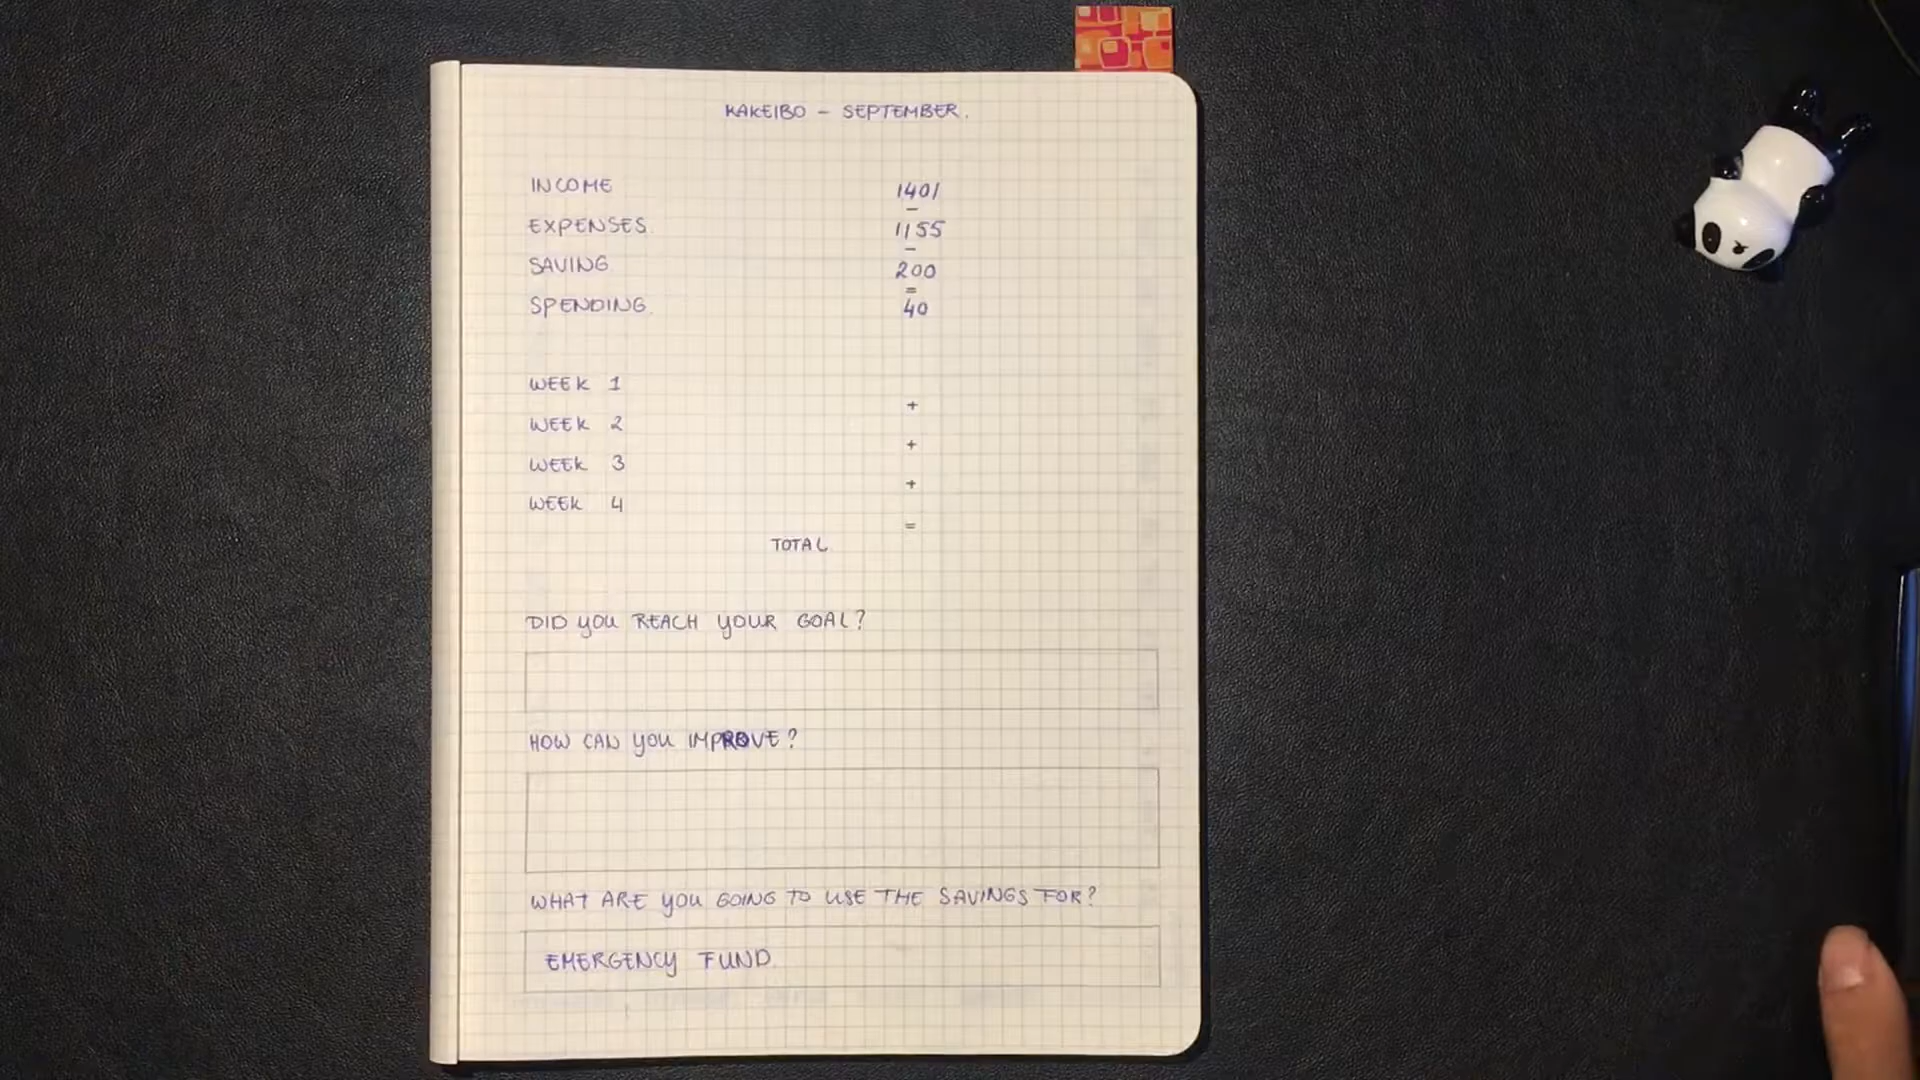 KAKEIBO - SEPTEMBER.
INCOME 1401
-
EXPENSES 1155
-
SAVING 200
=
SPENDING. 40
WEEK 1
+
WEEK 2
+
WEEK 3
+
WEEK 4
=
TOTAL
DID YOU REACH YOUR GOAL?
HOW CAN YOU IMPROVE?
WHAT ARE YOU GOING TO USE THE SAVINGS FOR?
EMERGENCY FUND.